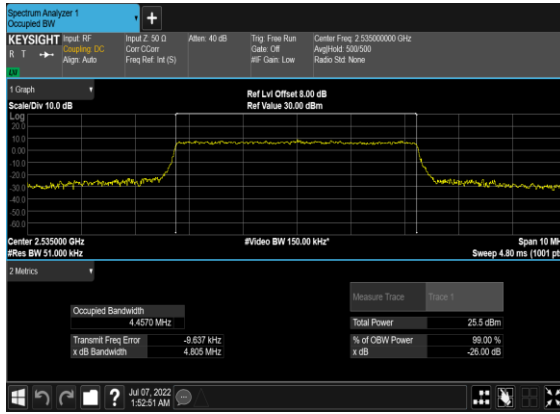 Spectrum Analyzer 1
Occupied BW
+
KEYSIGHT Input: RF Input Z: 50 Ω Atten: 40 dB Trig: Free Run Center Freq: 2.535000000 GHz
R T Coupling: DC Corr CCorr Gate: Off Avg|Hold: 500/500
Align: Auto Freq Ref: Int (S) #IF Gain: Low Radio Std: None
LU
1 Graph
Ref Lvl Offset 8.00 dB
Scale/Div 10.0 dB Ref Value 30.00 dBm
Log
20.0
10.0
0.00
-10.0
-20.0
-30.0
-40.0
-50.0
-60.0
Center 2.535000 GHz #Video BW 150.00 kHz* Span 10 MH
#Res BW 51.000 kHz Sweep 4.80 ms (1001 pt
2 Metrics
Measure Trace Trace 1
Occupied Bandwidth
4.4570 MHz
Total Power 25.5 dBm
Transmit Freq Error -9.637 kHz
% of OBW Power 99.00 %
x dB Bandwidth 4.805 MHz
x dB -26.00 dB
?
Jul 07, 2022
1:52:51 AM